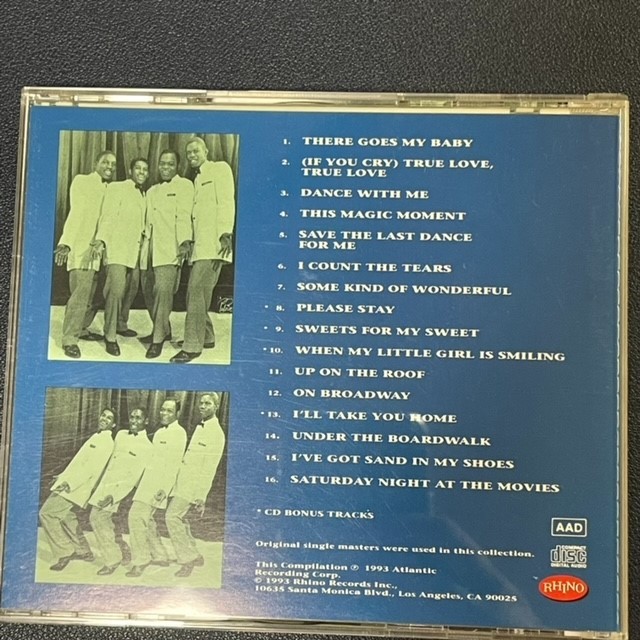 1. THERE GOES MY BABY
2. (IF YOU CRY) TRUE LOVE,
TRUE LOVE
3. DANCE WITH ME
4. THIS MAGIC MOMENT
5. SAVE THE LAST DANCE
FOR ME
6. I COUNT THE TEARS
7. SOME KIND OF WONDERFUL
* 8. PLEASE STAY
* 9. SWEETS FOR MY SWEET
* 10. WHEN MY LITTLE GIRL IS SMILING
11. UP ON THE ROOF
12. ON BROADWAY
* 13. I'LL TAKE YOU HOME
14. UNDER THE BOARDWALK
15. I'VE GOT SAND IN MY SHOES
16. SATURDAY NIGHT AT THE MOVIES
* CD BONUS TRACKS
Original single masters were used in this collection.
This Compilation ℗ 1993 Atlantic
Recording Corp.
© 1993 Rhino Records Inc.,
10635 Santa Monica Blvd., Los Angeles, CA 90025
AAD
COMPACT
disc
DIGITAL AUDIO
RHINO